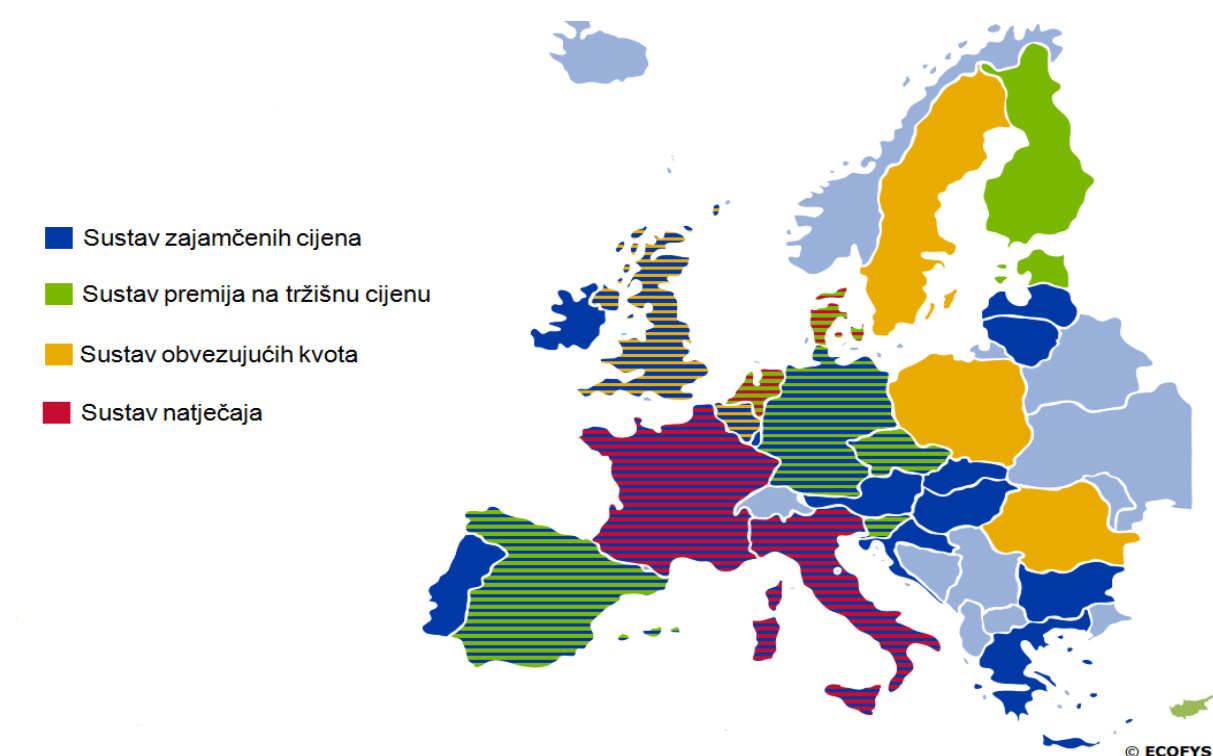 Sustav zajamčenih cijena
Sustav premija na tržišnu cijenu
Sustav obvezujućih kvota
Sustav natječaja
© ECOFYS